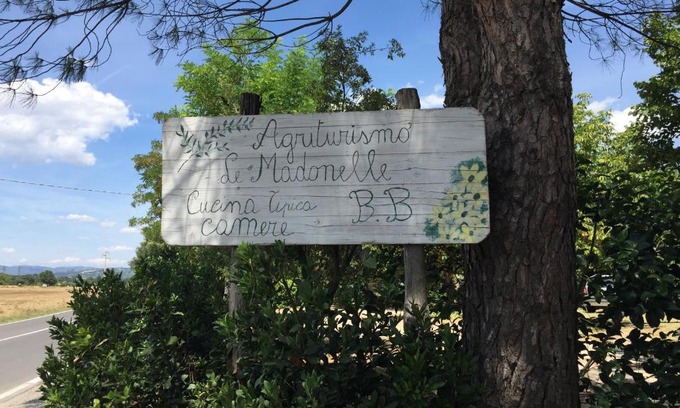 Agriturismo
Le Madonelle
Cucina Tipica B.B
camere